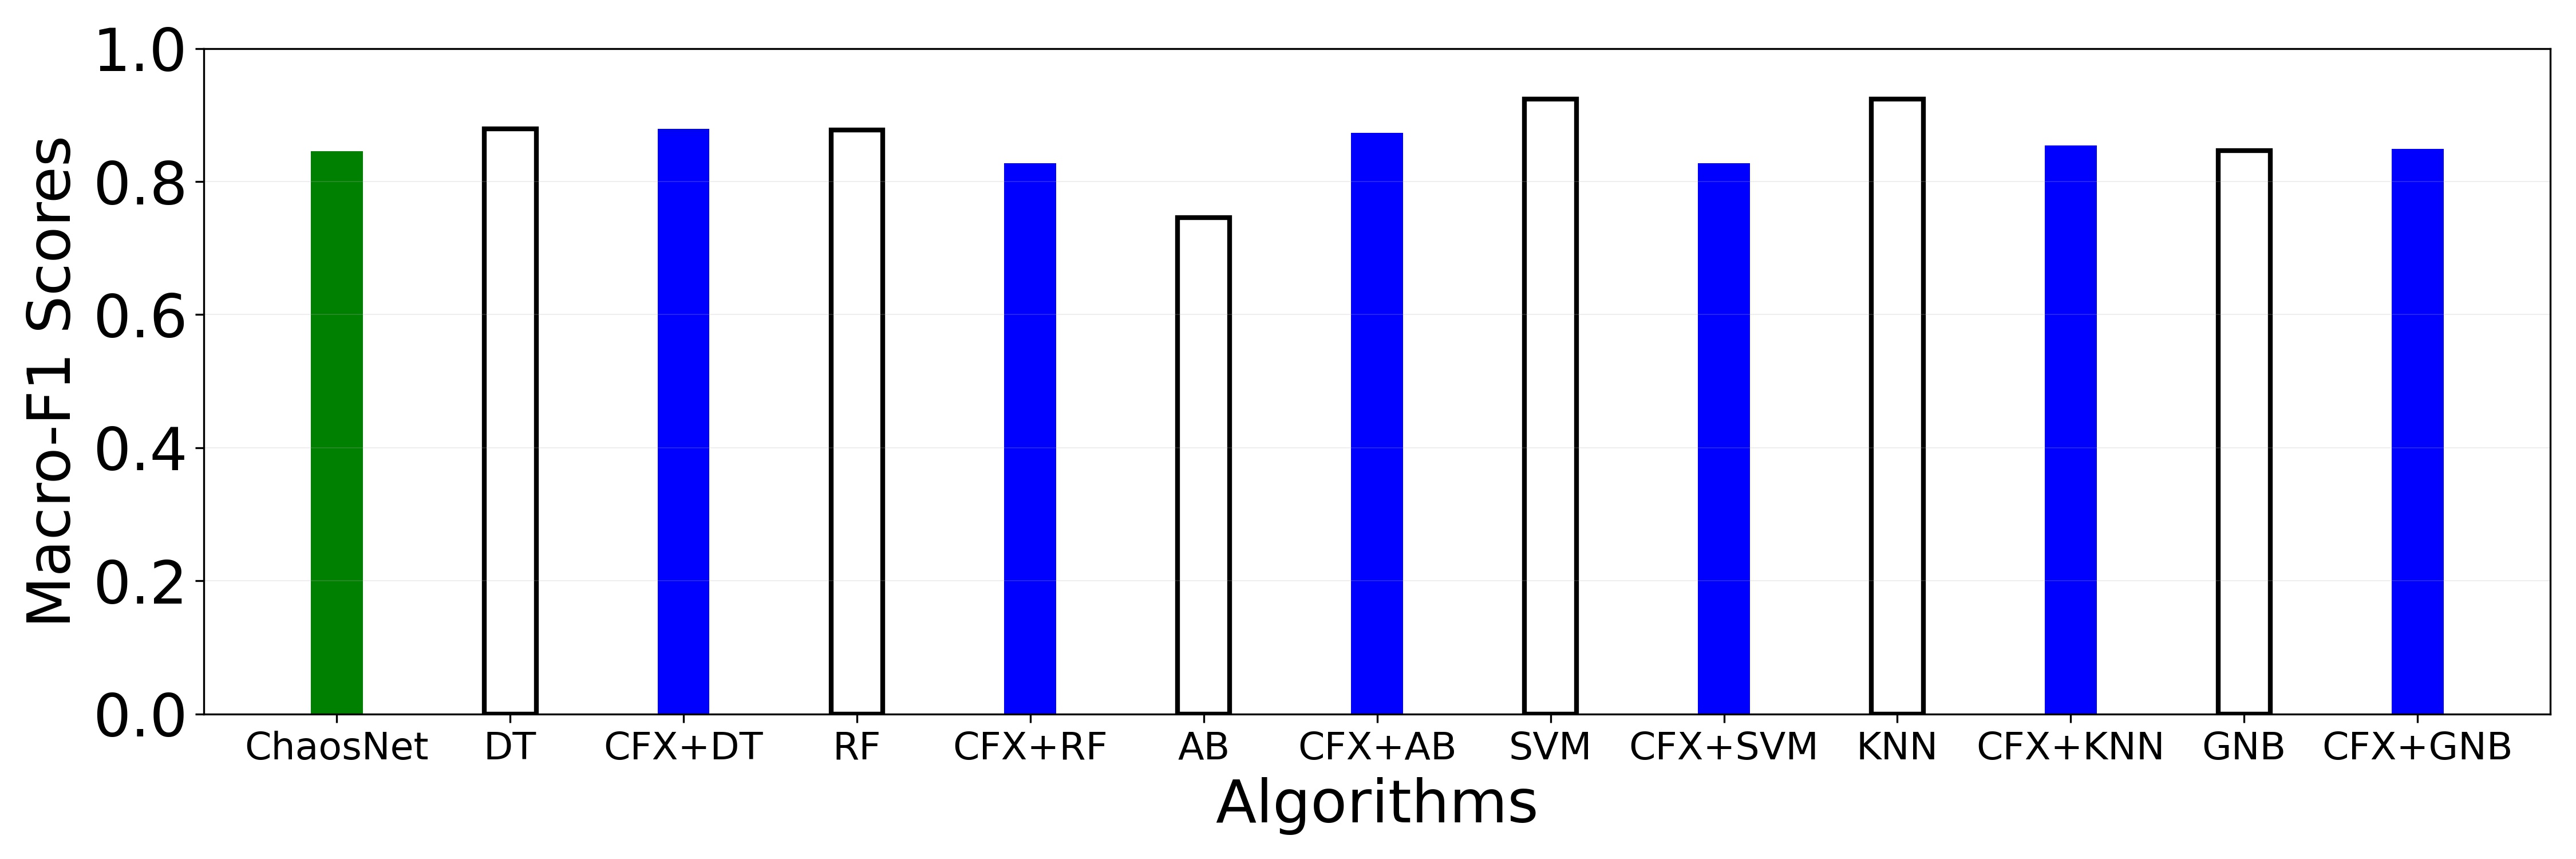 Macro-F1 Scores
1.0
0.8
0.6
0.4
0.2
0.0
ChaosNet DT CFX+DT RF CFX+RF AB CFX+AB SVM CFX+SVM KNN CFX+KNN GNB CFX+GNB
Algorithms